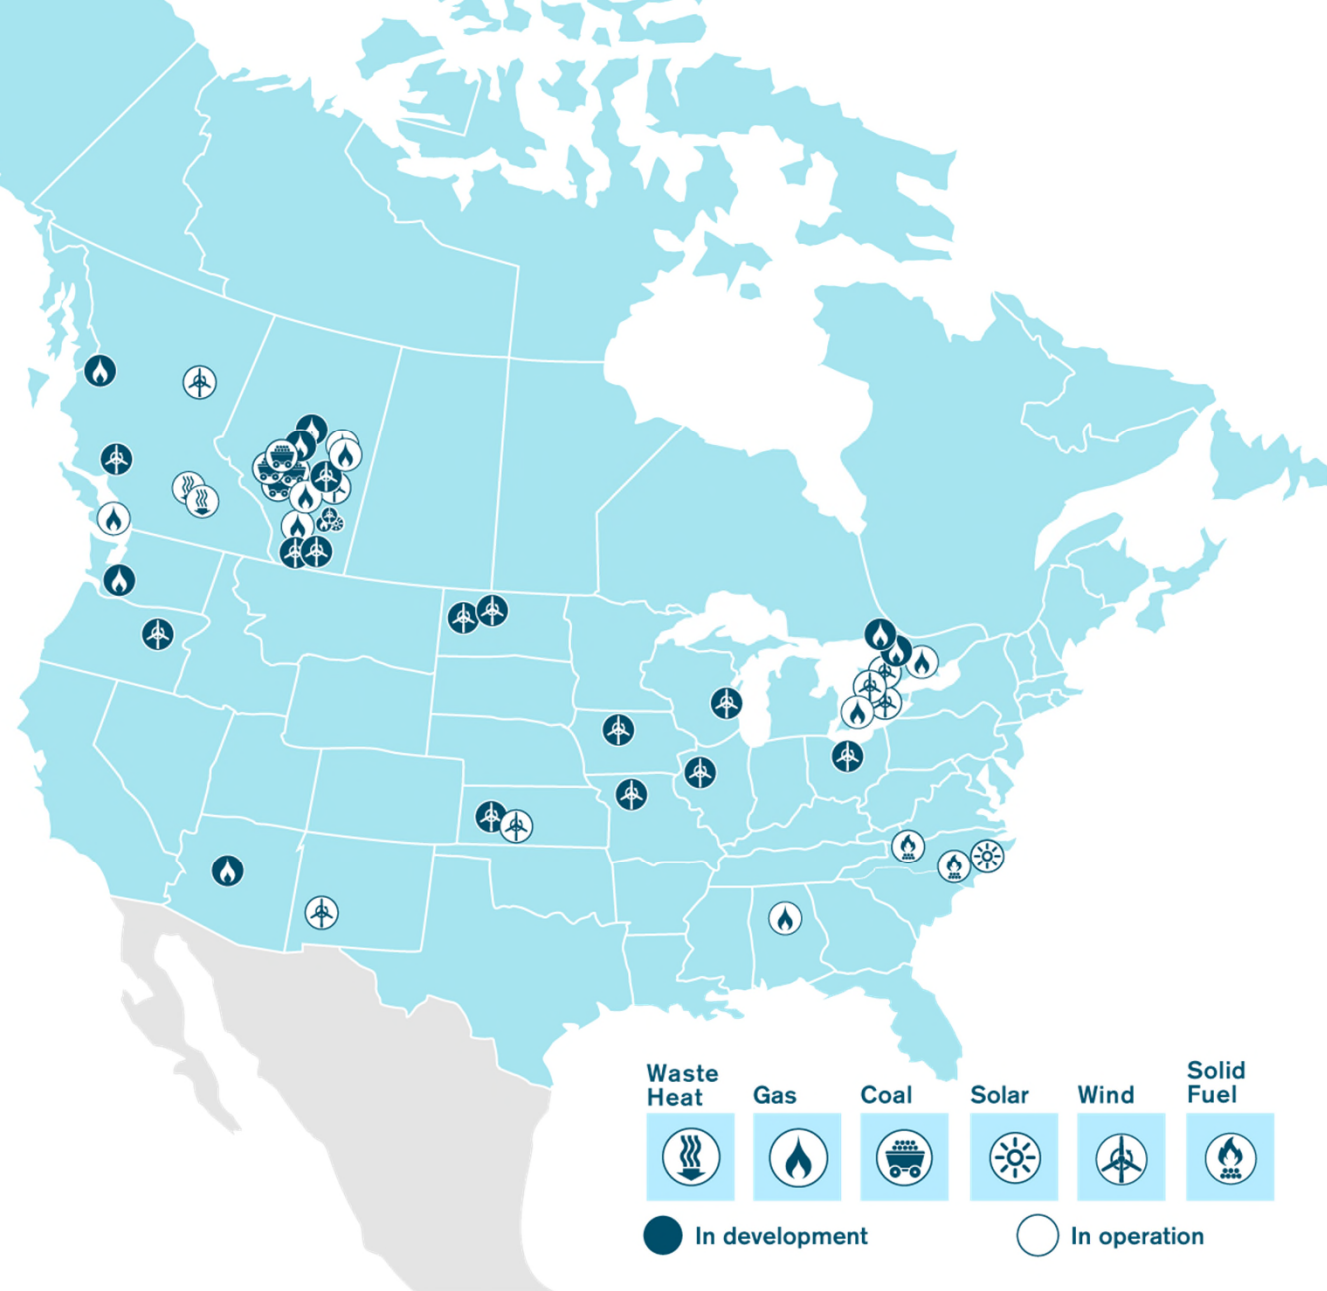 Waste
Heat
Gas
Coal
Solar
Wind
Solid
Fuel
In development
In operation